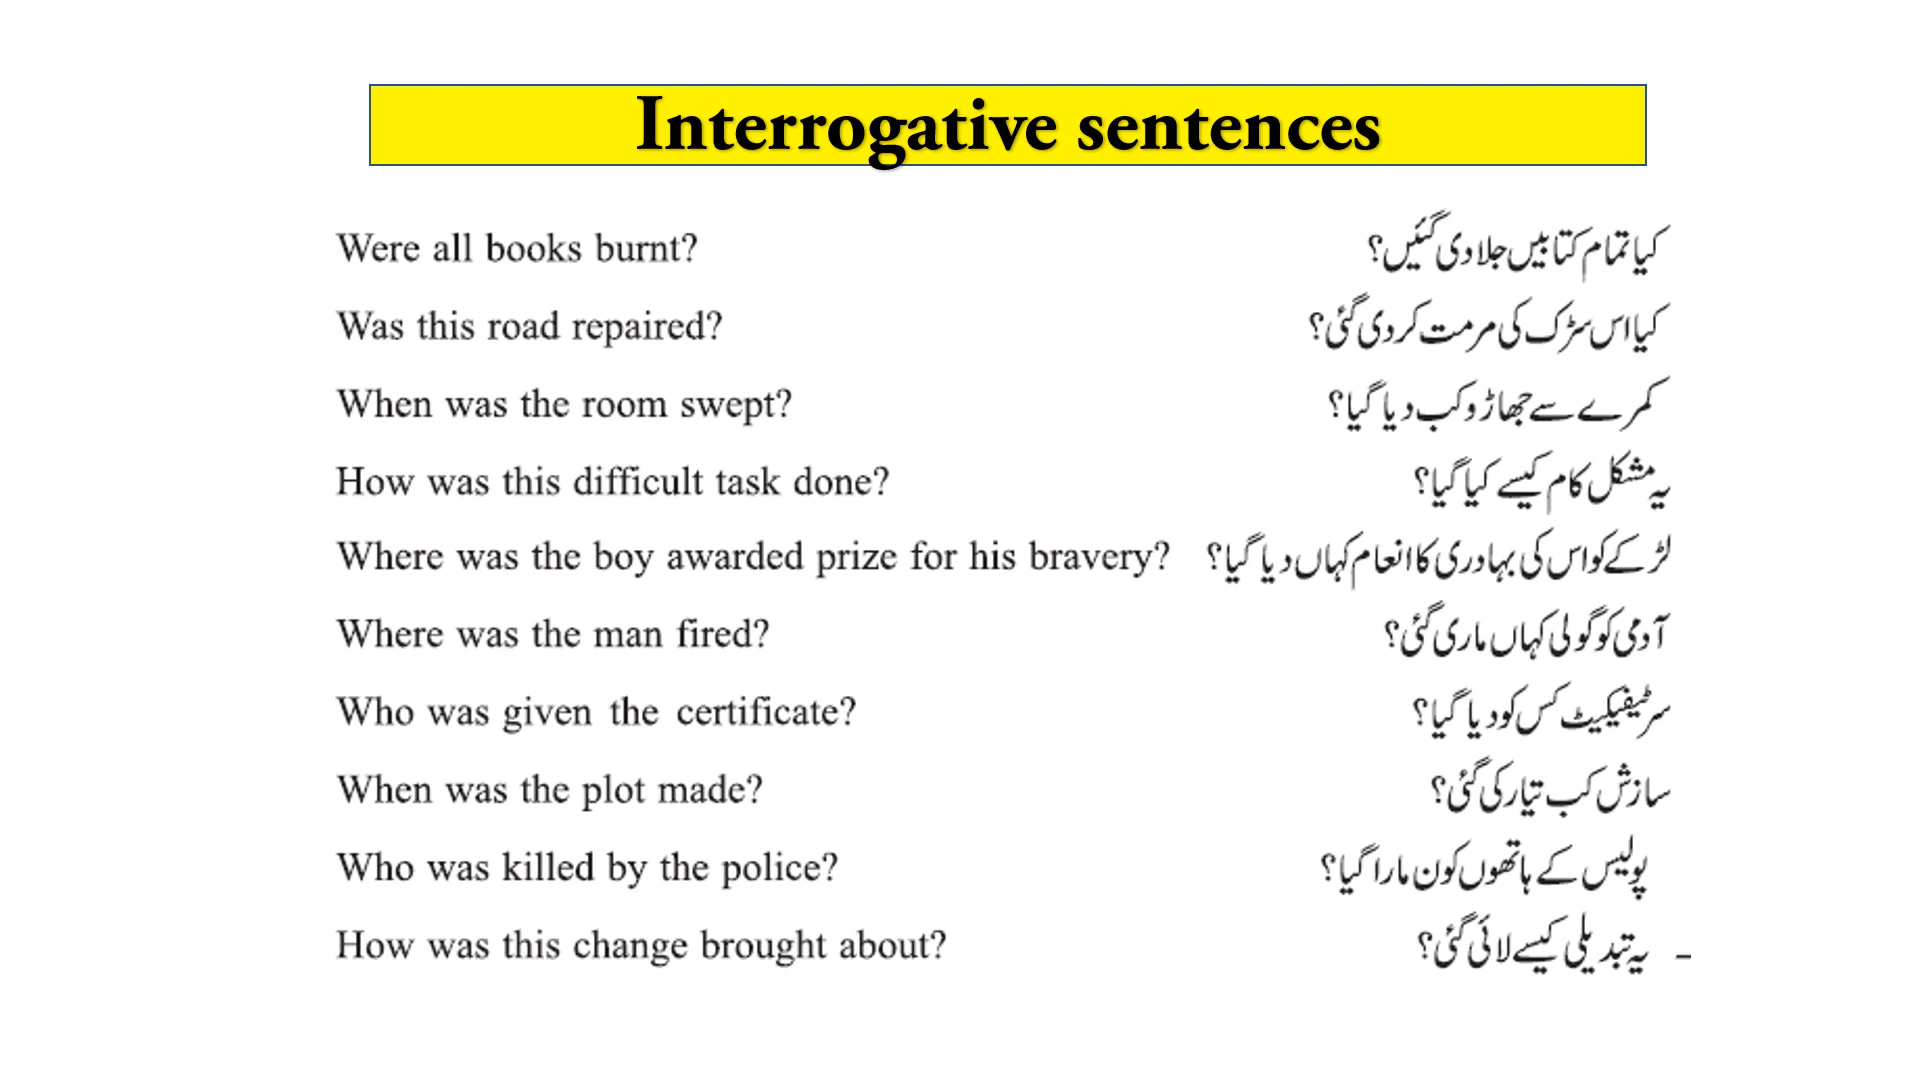 Interrogative sentences
Were all books burnt? کیا تمام کتابیں جلا دی گئیں؟
Was this road repaired? کیا اس سڑک کی مرمت کر دی گئی؟
When was the room swept? کمرے سے جھاڑو کب دیا گیا؟
How was this difficult task done? یہ مشکل کام کیسے کیا گیا؟
Where was the boy awarded prize for his bravery? لڑکے کو اس کی بہادری کا انعام کہاں دیا گیا؟
Where was the man fired? آدمی کو گولی کہاں ماری گئی؟
Who was given the certificate? سرٹیفیکیٹ کس کو دیا گیا؟
When was the plot made? سازش کب تیار کی گئی؟
Who was killed by the police? پولیس کے ہاتھوں کون مارا گیا؟
How was this change brought about? یہ تبدیلی کیسے لائی گئی؟